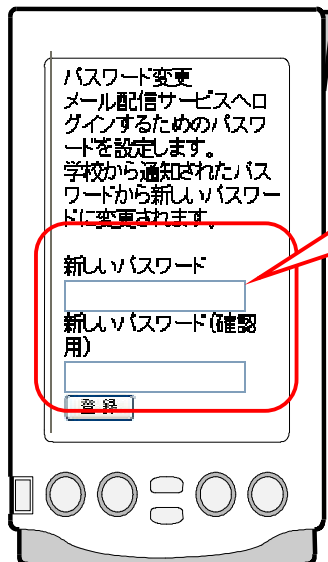 パスワード変更
メール配信サービスへロ
グインするためのパスワ
ードを設定します。
学校から通知されたパス
ワードから新しいパスワー
ドに変更されます。
新しいパスワード
新しいパスワード(確認
用)
登録